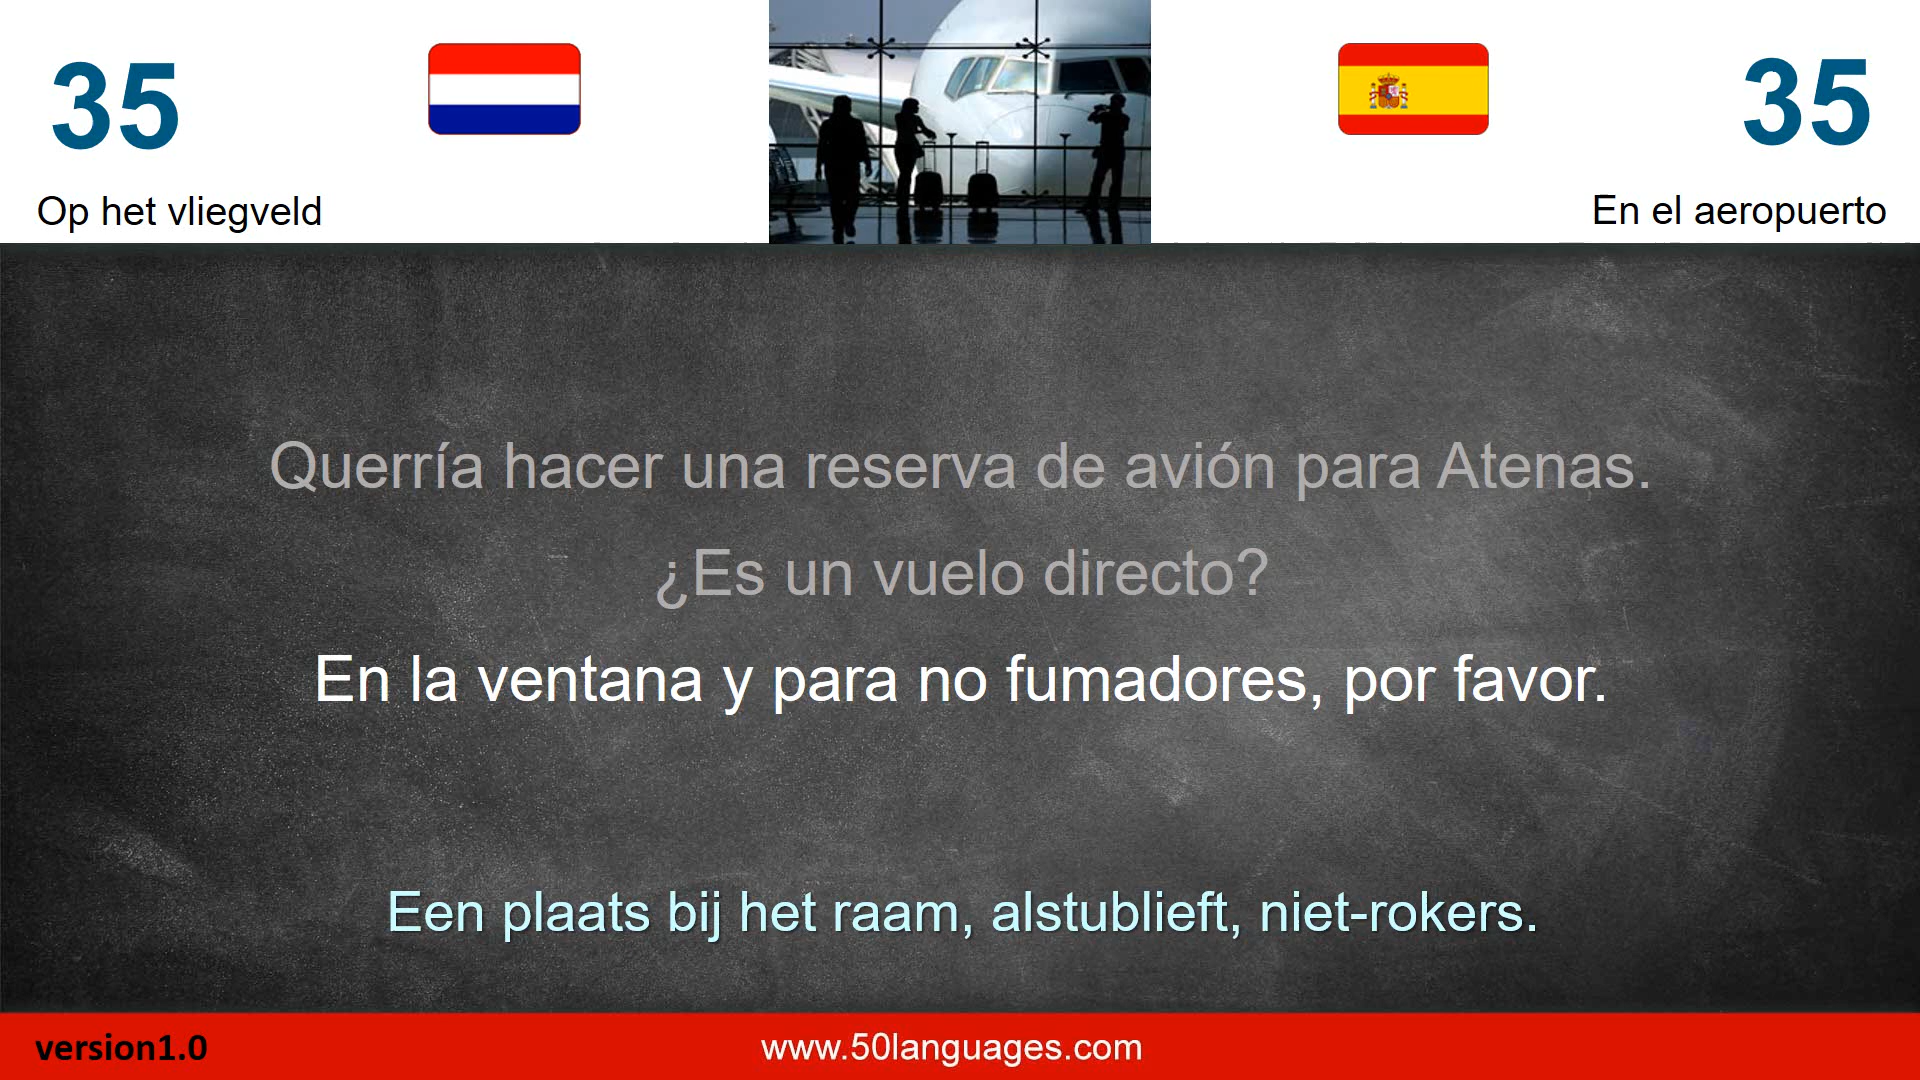 35
35
Op het vliegveld
En el aeropuerto
Querría hacer una reserva de avión para Atenas.
¿Es un vuelo directo?
En la ventana y para no fumadores, por favor.
Een plaats bij het raam, alstublieft, niet-rokers.
version1.0
www.50languages.com